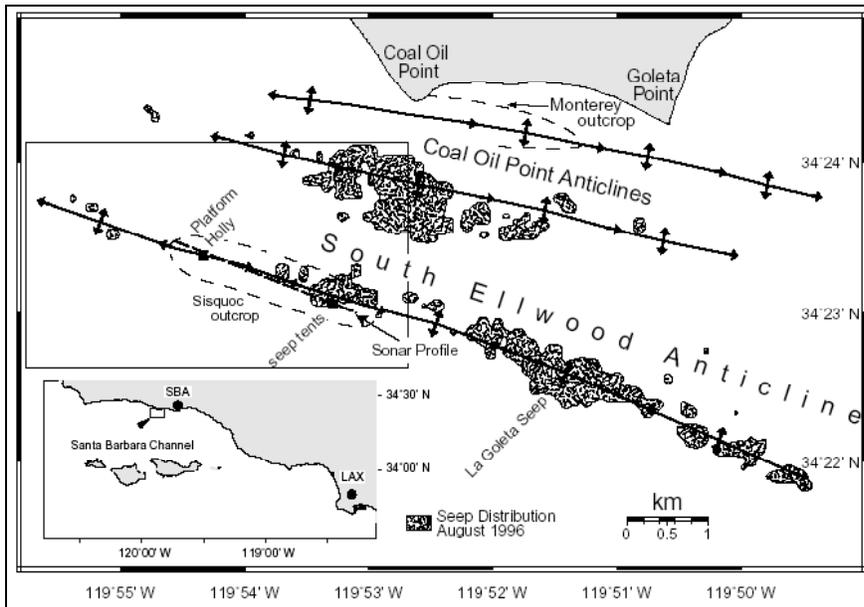 Coal Oil
Point
Goleta
Point
Monterey
outcrop
34°24' N
Coal Oil Point Anticlines
Platform
Holly
South Ellwood Anticline
Sisquoc
outcrop
seep tents
Sonar Profile
34°23' N
La Goleta Seep
34°22' N
SBA
34°30' N
Santa Barbara Channel
34°00' N
LAX
120°00' W
119°00' W
Seep Distribution
August 1996
km
0 0.5 1
119°55' W 119°54' W 119°53' W 119°52' W 119°51' W 119°50' W